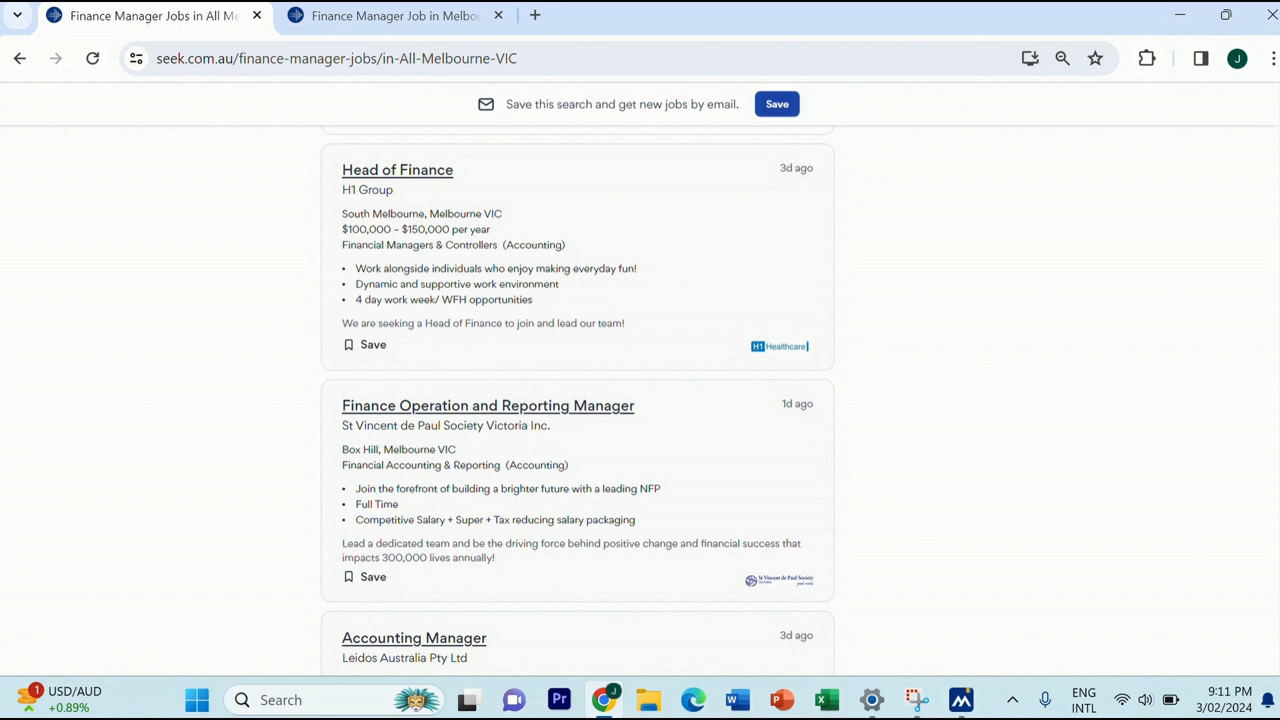 Finance Manager Jobs in All Me
Finance Manager Job in Melbou
seek.com.au/finance-manager-jobs/in-All-Melbourne-VIC
J
Save this search and get new jobs by email.
Save
Head of Finance
3d ago
H1 Group
South Melbourne, Melbourne VIC
$100,000 – $150,000 per year
Financial Managers & Controllers (Accounting)
• Work alongside individuals who enjoy making everyday fun!
• Dynamic and supportive work environment
• 4 day work week/ WFH opportunities
We are seeking a Head of Finance to join and lead our team!
Save
H1 Healthcare
Finance Operation and Reporting Manager
1d ago
St Vincent de Paul Society Victoria Inc.
Box Hill, Melbourne VIC
Financial Accounting & Reporting (Accounting)
• Join the forefront of building a brighter future with a leading NFP
• Full Time
• Competitive Salary + Super + Tax reducing salary packaging
Lead a dedicated team and be the driving force behind positive change and financial success that
impacts 300,000 lives annually!
Save
St Vincent de Paul Society
Accounting Manager
3d ago
Leidos Australia Pty Ltd
1
USD/AUD
+0.89%
Search
Pr
J
ENG
INTL
9:11 PM
3/02/2024